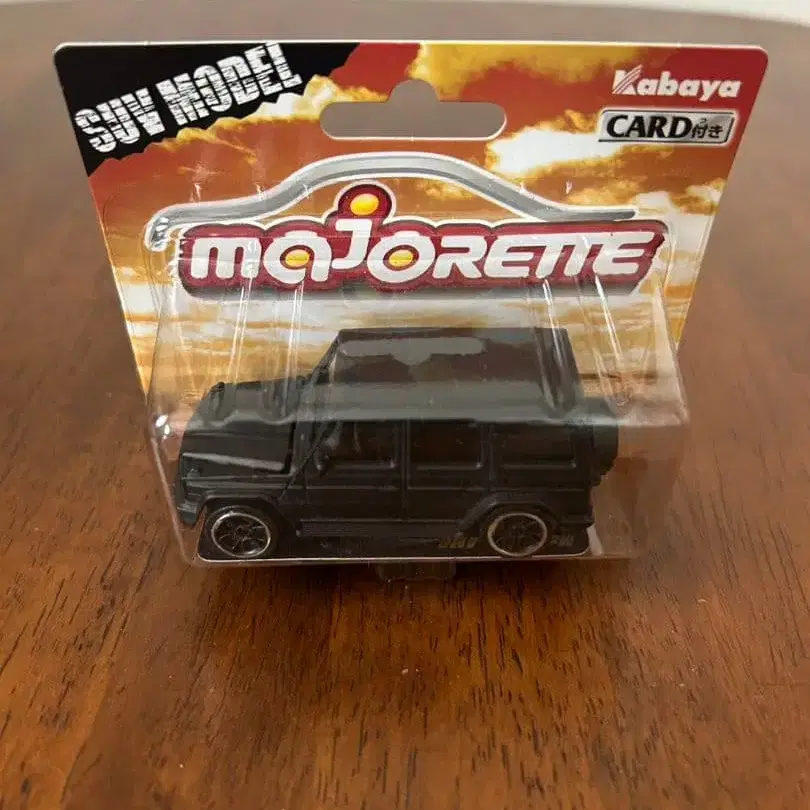 SUV MODEL
Kabaya
CARD付き
majORETTE